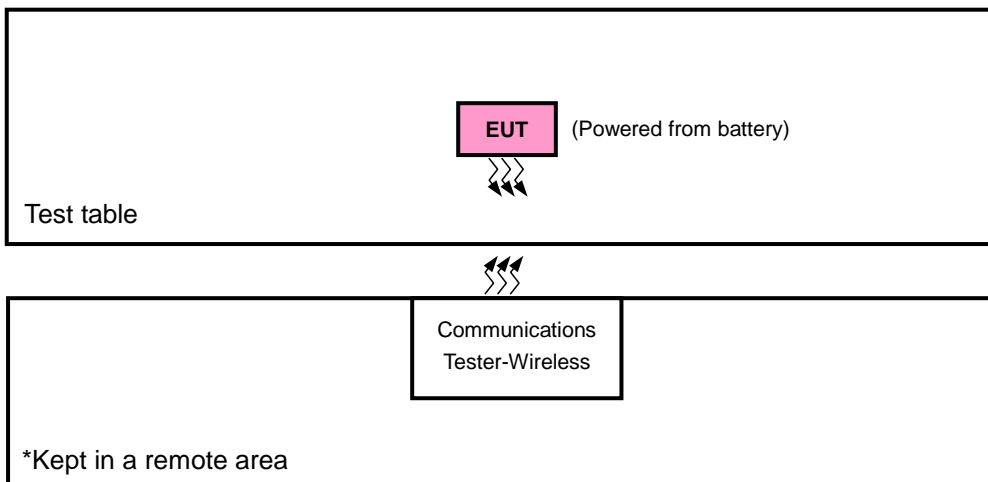 EUT
(Powered from battery)
Test table
Communications
Tester-Wireless
*Kept in a remote area